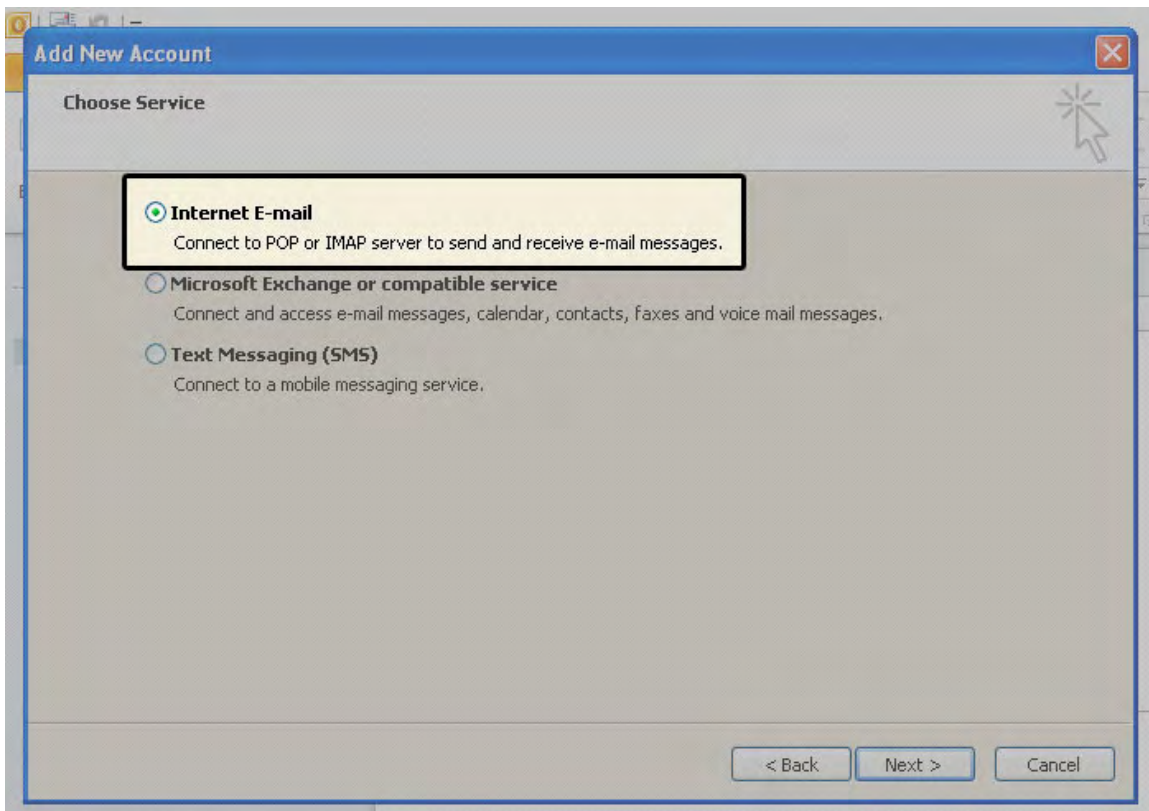 Add New Account
Choose Service
Internet E-mail
Connect to POP or IMAP server to send and receive e-mail messages.
Microsoft Exchange or compatible service
Connect and access e-mail messages, calendar, contacts, faxes and voice mail messages.
Text Messaging (SMS)
Connect to a mobile messaging service.
< Back Next > Cancel